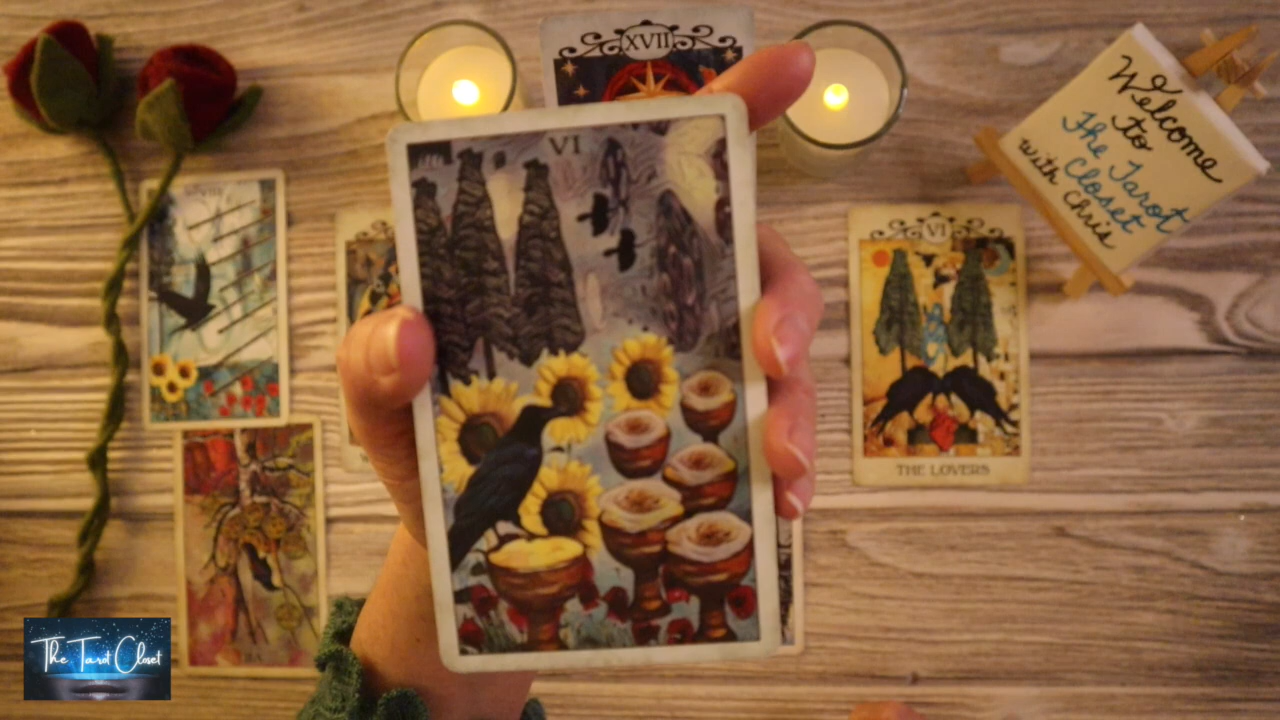 XVII
VI
Welcome
to
The Tarot
Closet
with Chris
VI
THE LOVERS
The Tarot Closet